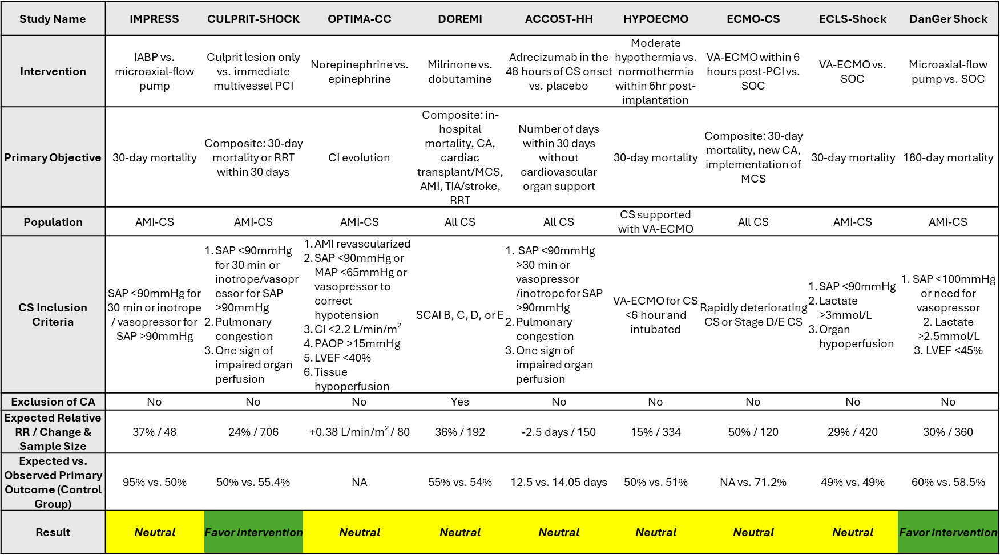 Study Name
IMPRESS
CULPRIT-SHOCK
OPTIMA-CC
DOREMI
ACCOST-HH
HYPOECMO
ECMO-CS
ECLS-Shock
DanGer Shock
Intervention
IABP vs.
microaxial-flow
pump
Culprit lesion only
vs. immediate
multivessel PCI
Norepinephrine vs.
epinephrine
Milrinone vs.
dobutamine
Adrecizumab in the
48 hours of CS onset
vs. placebo
Moderate
hypothermia vs.
normothermia
within 6hr post-
implantation
VA-ECMO within 6
hours post-PCI vs.
SOC
VA-ECMO vs.
SOC
Microaxial-flow
pump vs. SOC
Primary Objective
30-day mortality
Composite: 30-day
mortality or RRT
within 30 days
CI evolution
Composite: in-
hospital
mortality, CA,
cardiac
transplant/MCS,
AMI, TIA/stroke,
RRT
Number of days
within 30 days
without
cardiovascular
organ support
30-day mortality
Composite: 30-day
mortality, new CA,
implementation of
MCS
30-day mortality
180-day mortality
Population
AMI-CS
AMI-CS
AMI-CS
All CS
All CS
CS supported
with VA-ECMO
All CS
AMI-CS
AMI-CS
CS Inclusion
Criteria
SAP <90mmHg for
30 min or inotrope
/ vasopressor for
SAP >90mmHg
1. SAP <90mmHg
for 30 min or
inotrope/vasopr
essor for SAP
>90mmHg
2. Pulmonary
congestion
3. One sign of
impaired organ
perfusion
1. AMI revascularized
2. SAP <90mmHg or
MAP <65mmHg or
vasopressor to
correct
hypotension
3. CI <2.2 L/min/m²
4. PAOP >15mmHg
5. LVEF <40%
6. Tissue
hypoperfusion
SCAI B, C, D, or E
1. SAP <90mmHg
>30 min or
vasopressor
/inotrope for SAP
>90mmHg
2. Pulmonary
congestion
3. One sign of
impaired organ
perfusion
VA-ECMO for CS
<6 hour and
intubated
Rapidly deteriorating
CS or Stage D/E CS
1. SAP <90mmHg
2. Lactate
>3mmol/L
3. Organ
hypoperfusion
1. SAP <100mmHg
or need for
vasopressor
2. Lactate
>2.5mmol/L
3. LVEF <45%
Exclusion of CA
No
No
No
Yes
No
No
No
No
No
Expected Relative
RR / Change &
Sample Size
37% / 48
24% / 706
+0.38 L/min/m² / 80
36% / 192
-2.5 days / 150
15% / 334
50% / 120
29% / 420
30% / 360
Expected vs.
Observed Primary
Outcome (Control
Group)
95% vs. 50%
50% vs. 55.4%
NA
55% vs. 54%
12.5 vs. 14.05 days
50% vs. 51%
NA vs. 71.2%
49% vs. 49%
60% vs. 58.5%
Result
Neutral
Favor intervention
Neutral
Neutral
Neutral
Neutral
Neutral
Neutral
Favor intervention